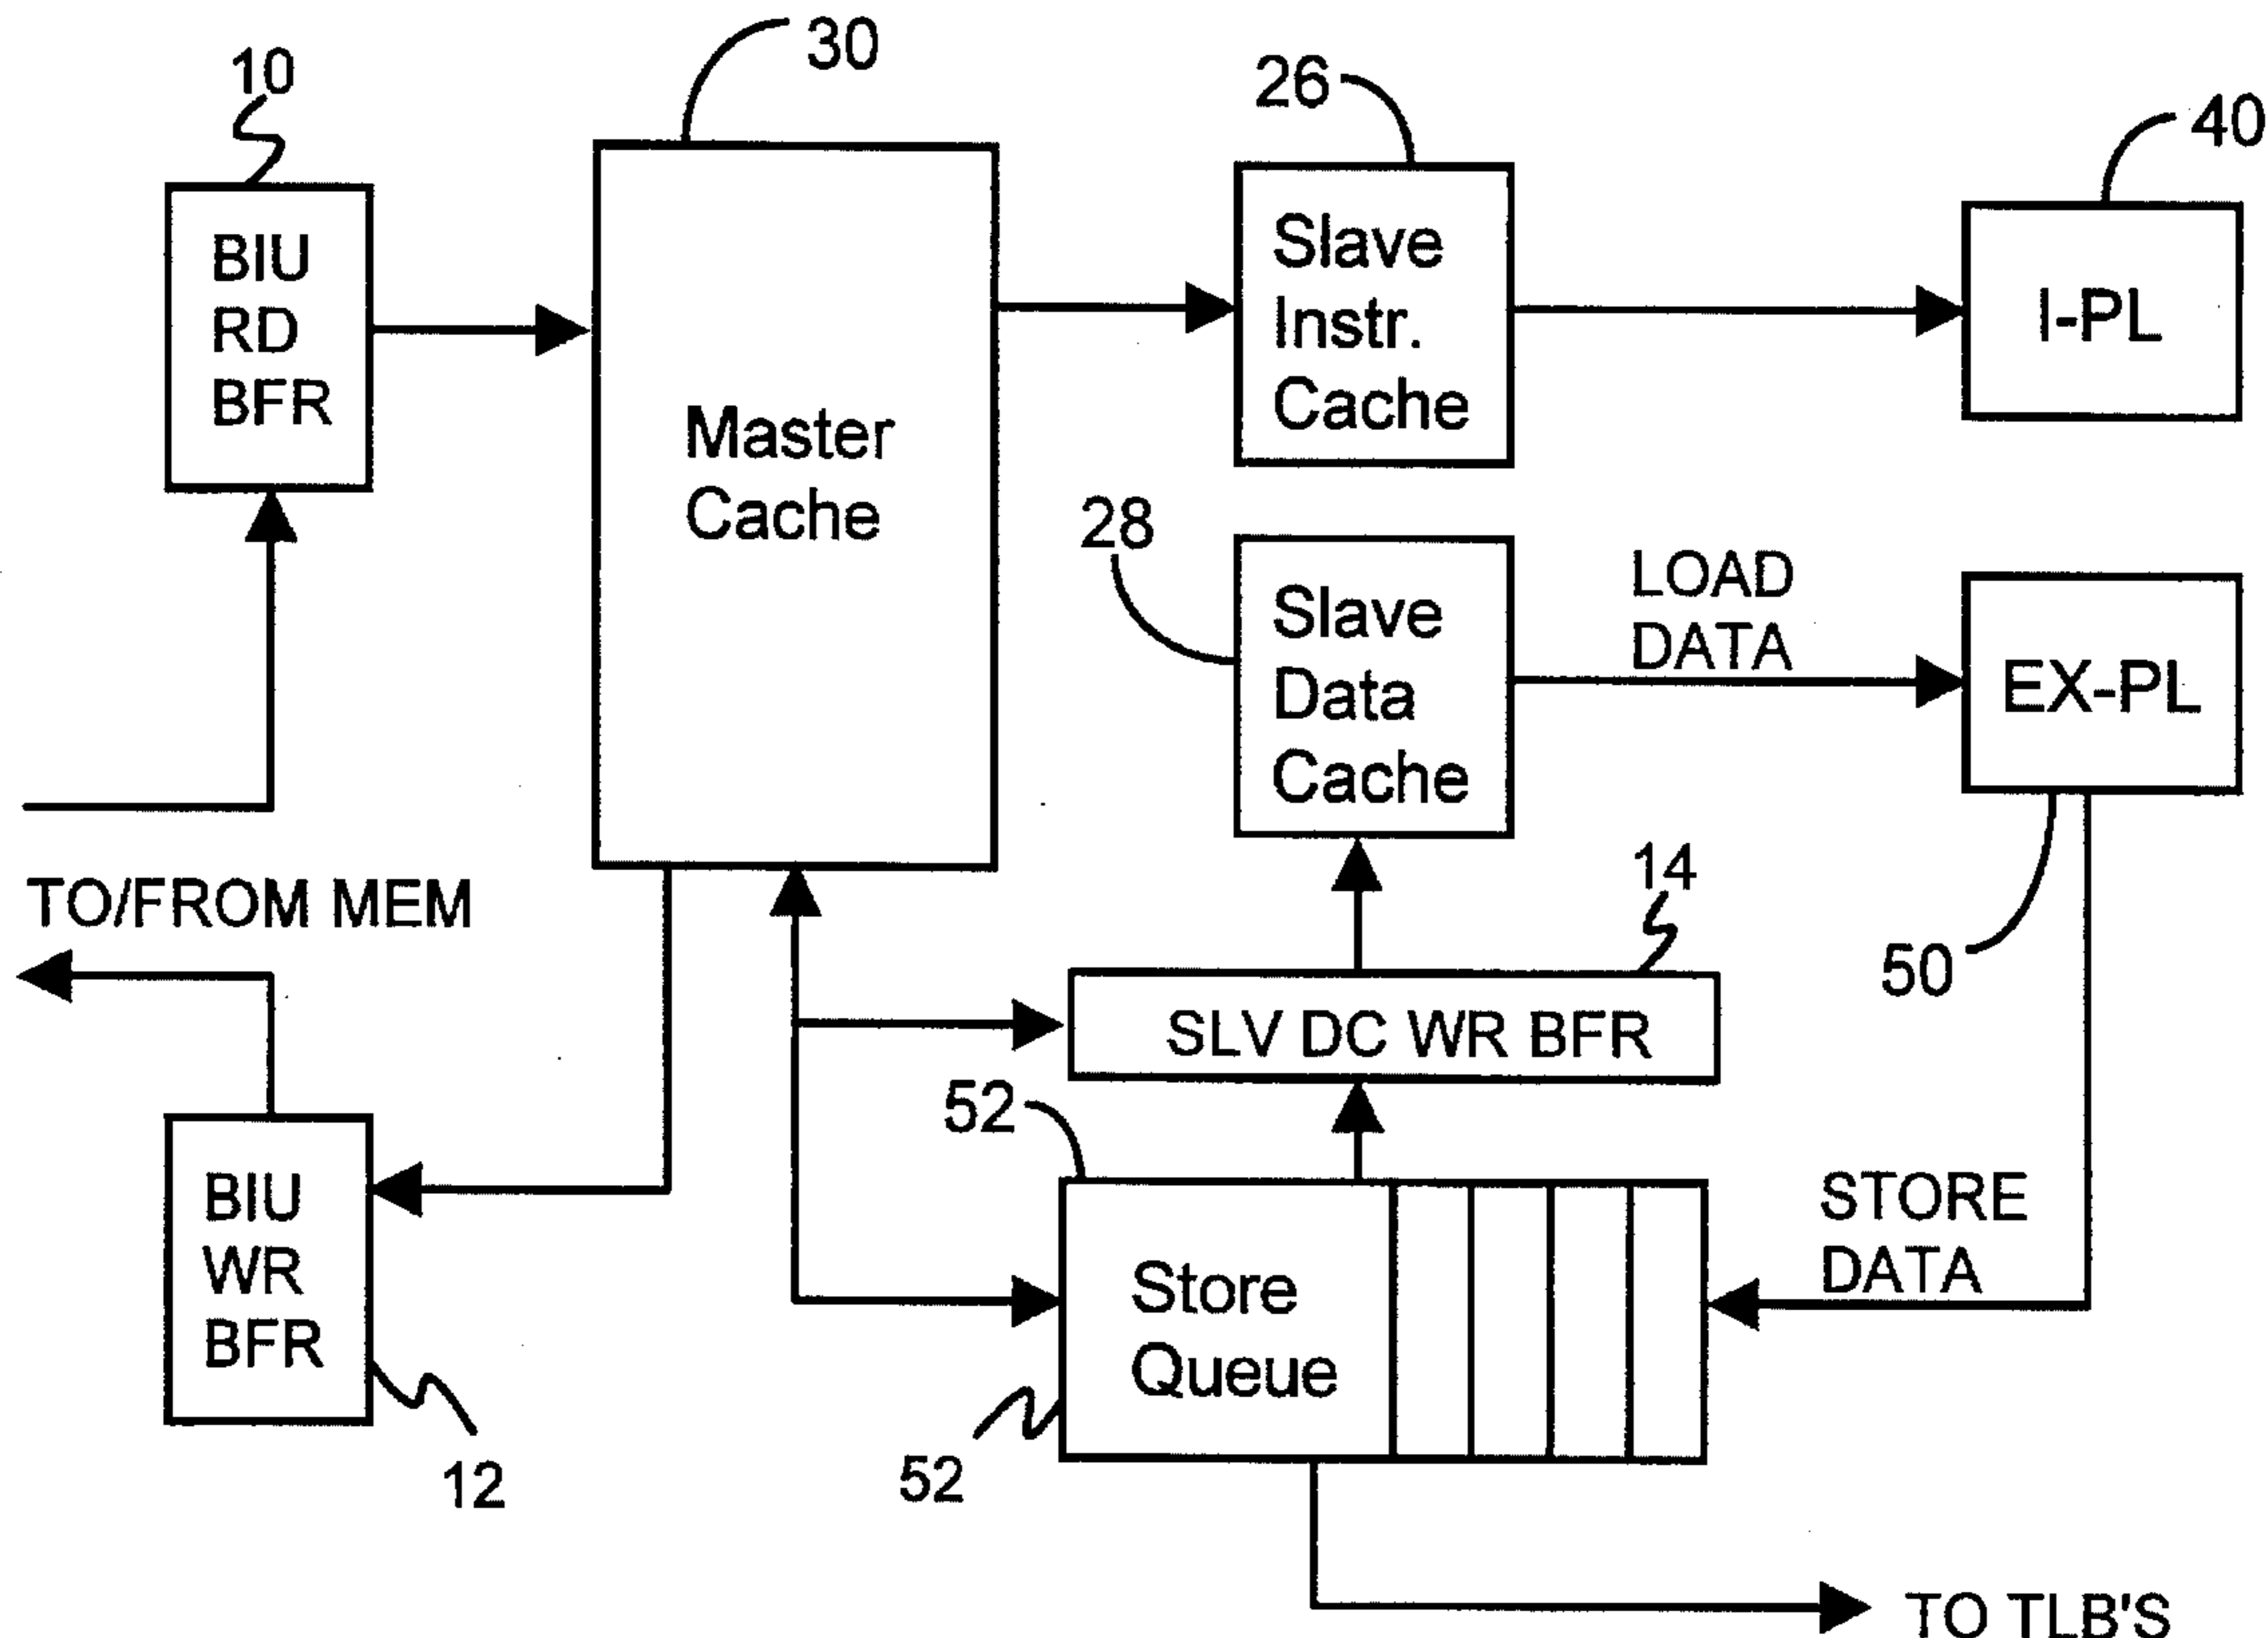 30
10
26
40
BIU
RD
BFR
Master
Cache
Slave
Instr.
Cache
I-PL
28
Slave
Data
Cache
LOAD
DATA
EX-PL
TO/FROM MEM
14
50
SLV DC WR BFR
52
BIU
WR
BFR
12
Store
Queue
STORE
DATA
52
TO TLB'S